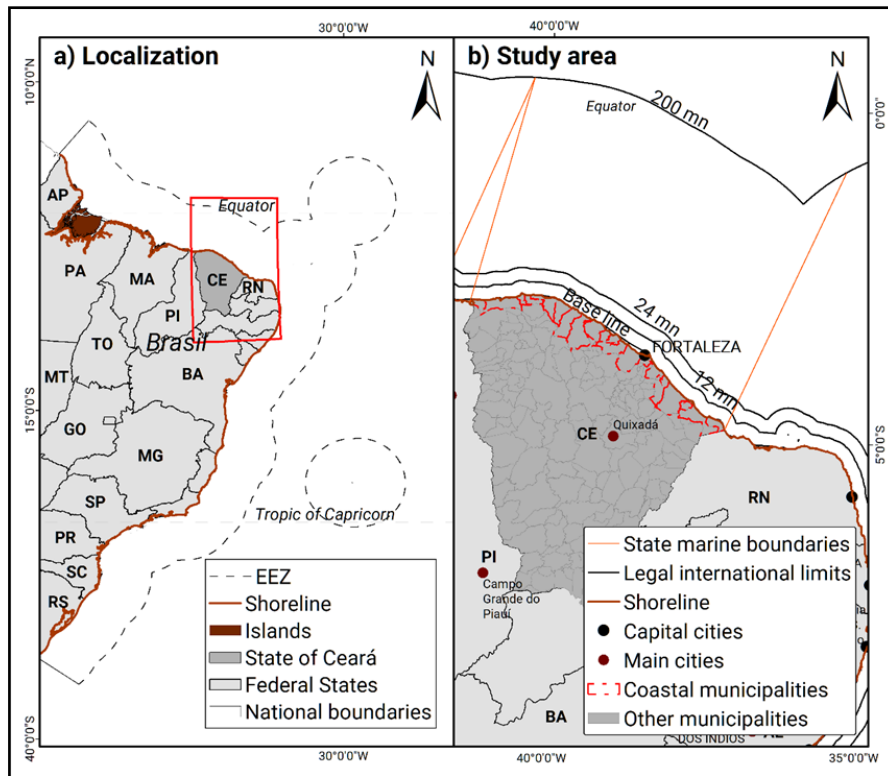 30°0'0"W
a) Localization
N
10°0'0"N
AP
Equator
PA
MA
CE
RN
PI
Brasil
TO
MT
BA
GO
MG
SP
Tropic of Capricorn
PR
SC
RS
15°0'0"S
40°0'0"S
EEZ
Shoreline
Islands
State of Ceará
Federal States
National boundaries
30°0'0"W
40°0'0"W
b) Study area
N
200 mn
Equator
0°0'0"
24 mn
Base line
FORTALEZA
12 mn
CE
Quixadá
5°0'0"S
RN
PI
Campo
Grande do
Piauí
BA
State marine boundaries
Legal international limits
Shoreline
Capital cities
Main cities
Coastal municipalities
Other municipalities
DOS ÍNDIOS
40°0'0"W
35°0'0"W